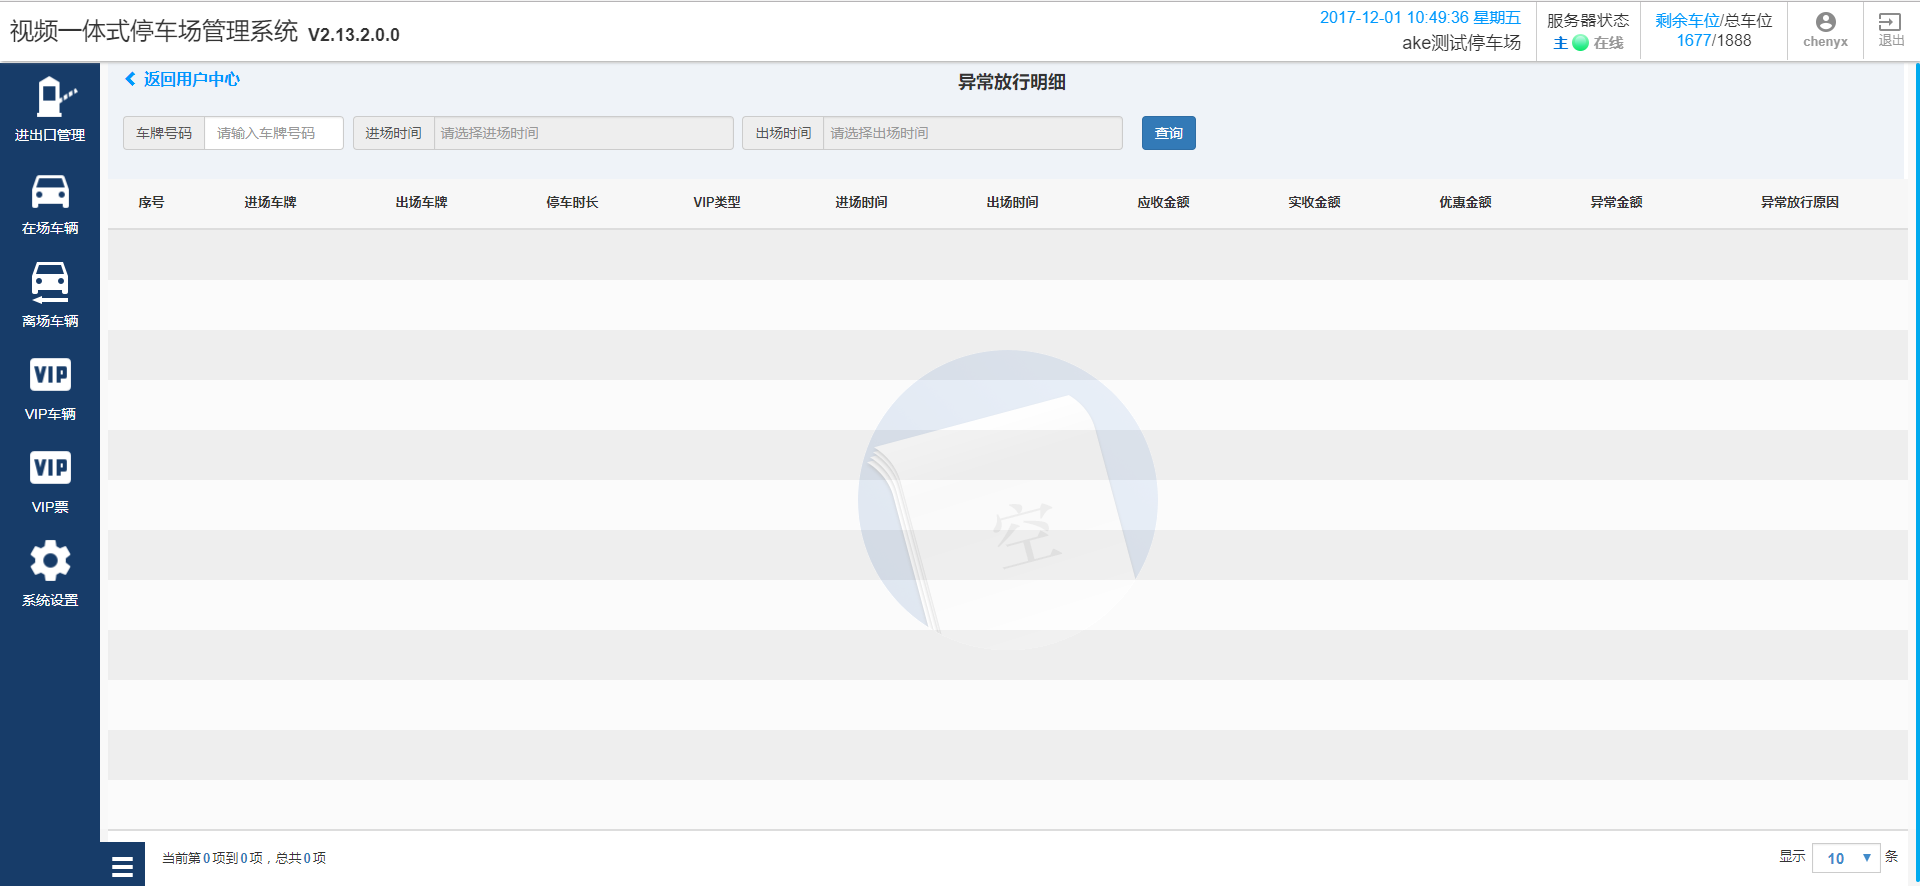 视频一体式停车场管理系统 V2.13.2.0.0
2017-12-01 10:49:36 星期五
ake测试停车场
服务器状态
主 在线
剩余车位/总车位
1677/1888
chenyx
退出
进出口管理
在场车辆
离场车辆
VIP
VIP车辆
VIP
VIP票
系统设置
返回用户中心
异常放行明细
车牌号码 请输入车牌号码 进场时间 请选择进场时间 出场时间 请选择出场时间 查询
序号 进场车牌 出场车牌 停车时长 VIP类型 进场时间 出场时间 应收金额 实收金额 优惠金额 异常金额 异常放行原因
空
当前第0项到0项，总共0项
显示 10 条